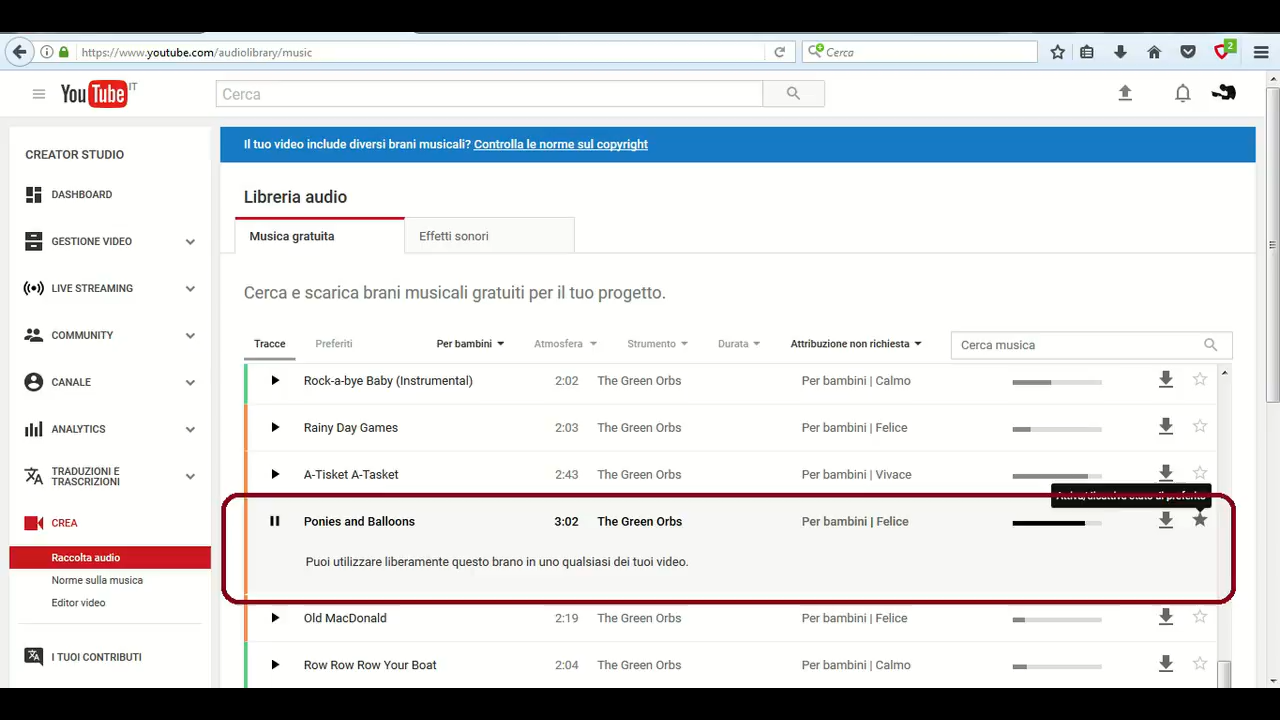 https://www.youtube.com/audiolibrary/music
Cerca
2
YouTube IT
Cerca
CREATOR STUDIO
DASHBOARD
GESTIONE VIDEO
LIVE STREAMING
COMMUNITY
CANALE
ANALYTICS
TRADUZIONI E
TRASCRIZIONI
CREA
Raccolta audio
Norme sulla musica
Editor video
I TUOI CONTRIBUTI
Il tuo video include diversi brani musicali? Controlla le norme sul copyright
Libreria audio
Musica gratuita
Effetti sonori
Cerca e scarica brani musicali gratuiti per il tuo progetto.
Tracce Preferiti Per bambini Atmosfera Strumento Durata Attribuzione non richiesta Cerca musica
Rock-a-bye Baby (Instrumental) 2:02 The Green Orbs Per bambini | Calmo
Rainy Day Games 2:03 The Green Orbs Per bambini | Felice
A-Tisket A-Tasket 2:43 The Green Orbs Per bambini | Vivace
Attiva/disattiva stato di preferito
Ponies and Balloons 3:02 The Green Orbs Per bambini | Felice
Puoi utilizzare liberamente questo brano in uno qualsiasi dei tuoi video.
Old MacDonald 2:19 The Green Orbs Per bambini | Felice
Row Row Row Your Boat 2:04 The Green Orbs Per bambini | Calmo